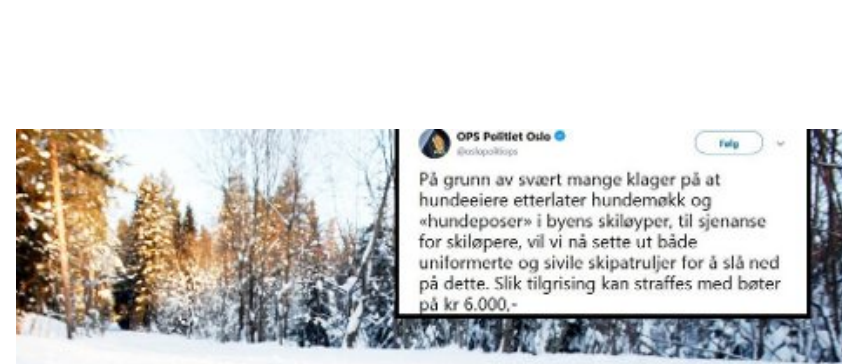 OPS Politiet Oslo
@oslopolitiops
Følg
På grunn av svært mange klager på at
hundeeiere etterlater hundemøkk og
«hundeposer» i byens skiløyper, til sjenanse
for skiløpere, vil vi nå sette ut både
uniformerte og sivile skipatruljer for å slå ned
på dette. Slik tilgrising kan straffes med bøter
på kr 6.000,-